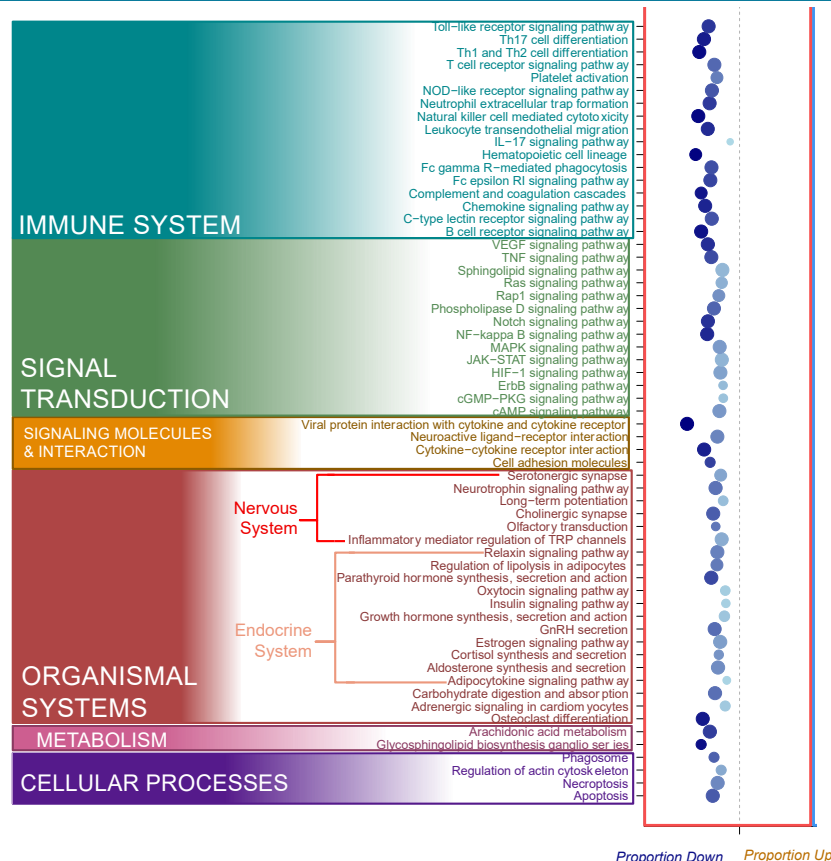 Toll−like receptor signaling pathway
Th17 cell differentiation
Th1 and Th2 cell differentiation
T cell receptor signaling pathway
Platelet activation
NOD−like receptor signaling pathway
Neutrophil extracellular trap formation
Natural killer cell mediated cytotoxicity
Leukocyte transendothelial migration
IL−17 signaling pathway
Hematopoietic cell lineage
Fc gamma R−mediated phagocytosis
Fc epsilon RI signaling pathway
Complement and coagulation cascades
Chemokine signaling pathway
C−type lectin receptor signaling pathway
B cell receptor signaling pathway
IMMUNE SYSTEM
VEGF signaling pathway
TNF signaling pathway
Sphingolipid signaling pathway
Ras signaling pathway
Rap1 signaling pathway
Phospholipase D signaling pathway
Notch signaling pathway
NF−kappa B signaling pathway
MAPK signaling pathway
JAK−STAT signaling pathway
HIF−1 signaling pathway
ErbB signaling pathway
cGMP−PKG signaling pathway
cAMP signaling pathway
SIGNAL
TRANSDUCTION
Viral protein interaction with cytokine and cytokine receptor
Neuroactive ligand−receptor interaction
Cytokine−cytokine receptor interaction
Cell adhesion molecules
SIGNALING MOLECULES
& INTERACTION
Serotonergic synapse
Neurotrophin signaling pathway
Long−term potentiation
Cholinergic synapse
Olfactory transduction
Inflammatory mediator regulation of TRP channels
Nervous
System
Relaxin signaling pathway
Regulation of lipolysis in adipocytes
Parathyroid hormone synthesis, secretion and action
Oxytocin signaling pathway
Insulin signaling pathway
Growth hormone synthesis, secretion and action
GnRH secretion
Estrogen signaling pathway
Cortisol synthesis and secretion
Aldosterone synthesis and secretion
Adipocytokine signaling pathway
Endocrine
System
Carbohydrate digestion and absorption
Adrenergic signaling in cardiomyocytes
Osteoclast differentiation
ORGANISMAL
SYSTEMS
Arachidonic acid metabolism
Glycosphingolipid biosynthesis ganglio series
METABOLISM
Phagosome
Regulation of actin cytoskeleton
Necroptosis
Apoptosis
CELLULAR PROCESSES
Proportion Down
Proportion Up